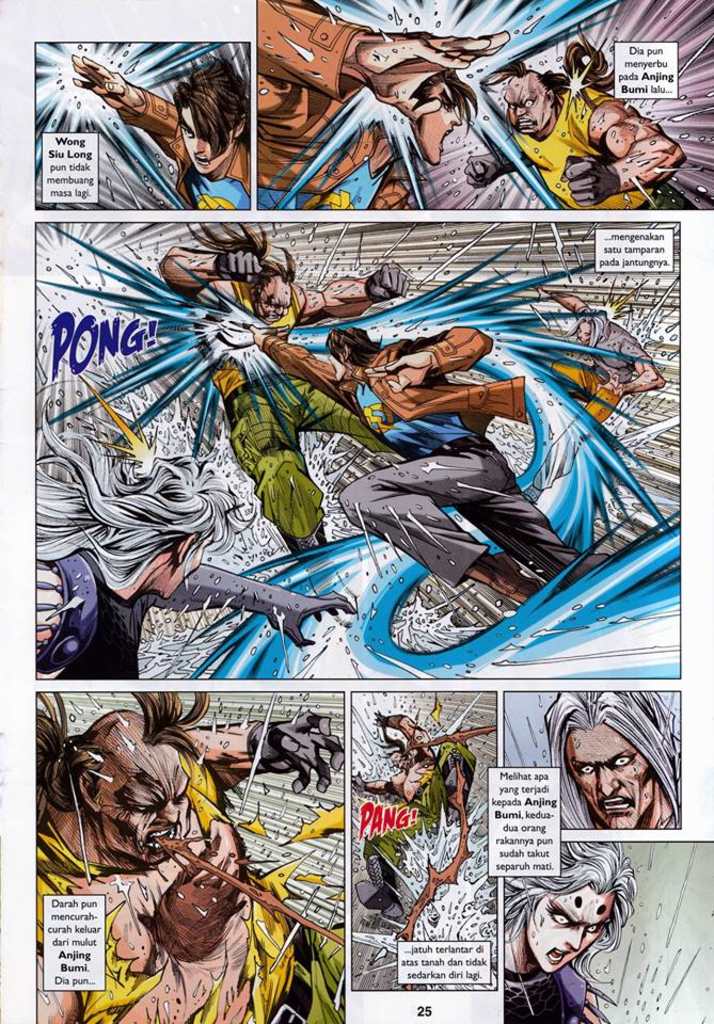 Wong
Siu Long
pun tidak
membuang
masa lagi.
Dia pun
menyerbu
pada Anjing
Bumi lalu...
...mengenakan
satu tamparan
pada jantungnya.
PONG!
Darah pun
mencurah-
curah keluar
dari mulut
Anjing
Bumi.
Dia pun...
PANG!
...jatuh terlantar di
atas tanah dan tidak
sedarkan diri lagi.
Melihat apa
yang terjadi
kepada Anjing
Bumi, kedua-
dua orang
rakannya pun
sudah takut
separuh mati.
25